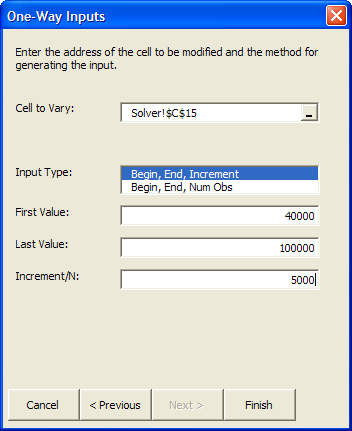 One-Way Inputs
Enter the address of the cell to be modified and the method for
generating the input.
Cell to Vary: Solver!$C$15 _
Input Type: Begin, End, Increment
Begin, End, Num Obs
First Value: 40000
Last Value: 100000
Increment/N: 5000
Cancel < Previous Next > Finish